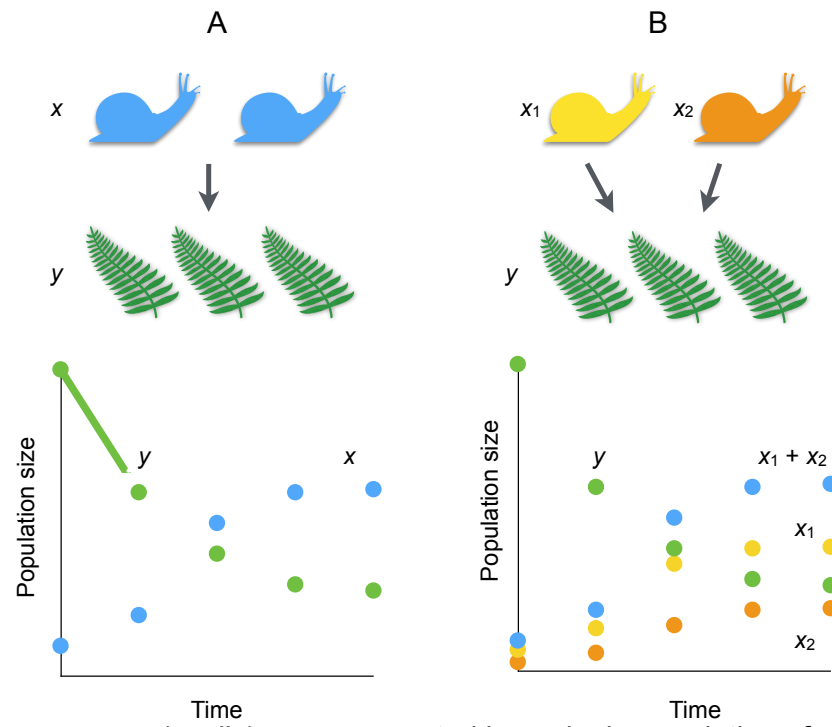 A
B
x
x1
x2
y
y
Population size
y
x
Time
Population size
y
x1 + x2
x1
x2
Time